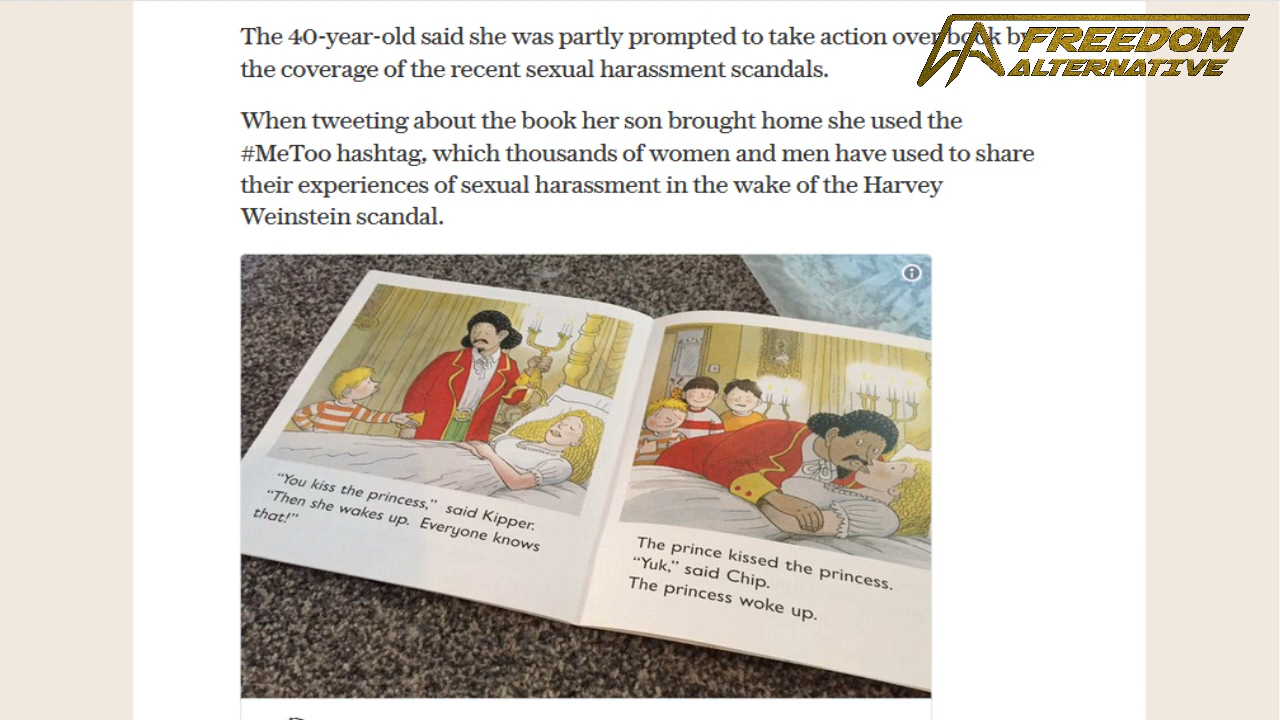 The 40-year-old said she was partly prompted to take action over book by
the coverage of the recent sexual harassment scandals.
When tweeting about the book her son brought home she used the
#MeToo hashtag, which thousands of women and men have used to share
their experiences of sexual harassment in the wake of the Harvey
Weinstein scandal.
FREEDOM
ALTERNATIVE
"You kiss the princess," said Kipper.
"Then she wakes up. Everyone knows
that!"
The prince kissed the princess.
"Yuk," said Chip.
The princess woke up.